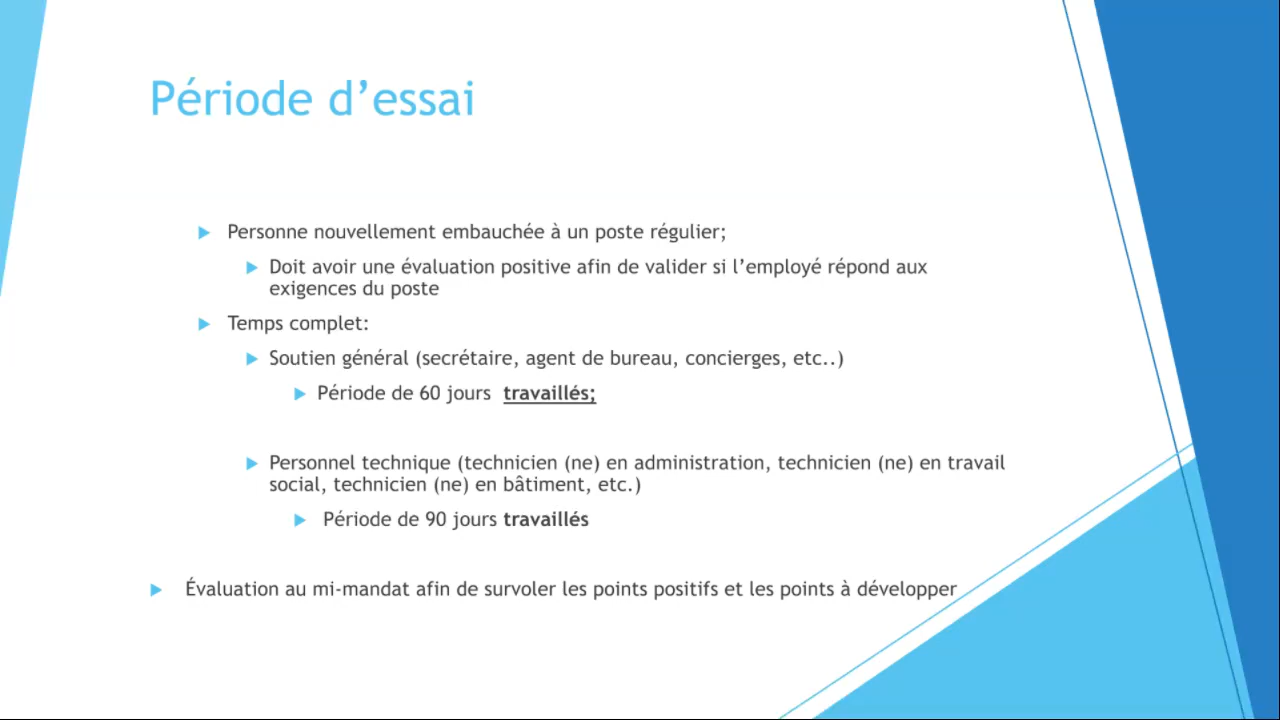 Période d’essai
Personne nouvellement embauchée à un poste régulier;
Doit avoir une évaluation positive afin de valider si l’employé répond aux
exigences du poste
Temps complet:
Soutien général (secrétaire, agent de bureau, concierges, etc..)
Période de 60 jours travaillés;
Personnel technique (technicien (ne) en administration, technicien (ne) en travail
social, technicien (ne) en bâtiment, etc.)
Période de 90 jours travaillés
Évaluation au mi-mandat afin de survoler les points positifs et les points à développer